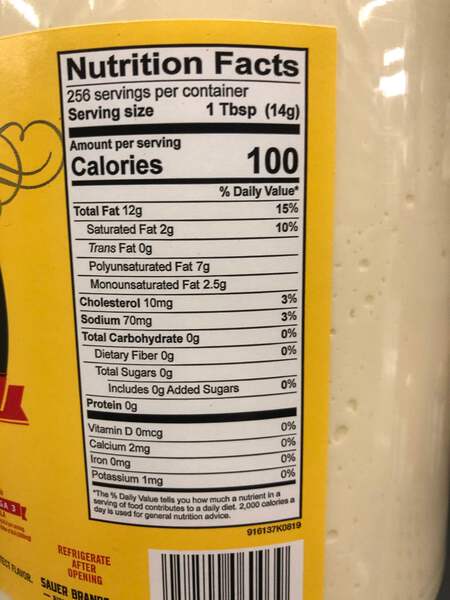 Nutrition Facts
256 servings per container
Serving size 1 Tbsp (14g)
Amount per serving
Calories 100
% Daily Value*
Total Fat 12g 15%
Saturated Fat 2g 10%
Trans Fat 0g
Polyunsaturated Fat 7g
Monounsaturated Fat 2.5g
Cholesterol 10mg 3%
Sodium 70mg 3%
Total Carbohydrate 0g 0%
Dietary Fiber 0g 0%
Total Sugars 0g
Includes 0g Added Sugars 0%
Protein 0g
Vitamin D 0mcg 0%
Calcium 2mg 0%
Iron 0mg 0%
Potassium 1mg 0%
*The % Daily Value tells you how much a nutrient in a
serving of food contributes to a daily diet. 2,000 calories a
day is used for general nutrition advice.
916137K0819
REFRIGERATE
AFTER
OPENING
FLAVOR.
SAUER